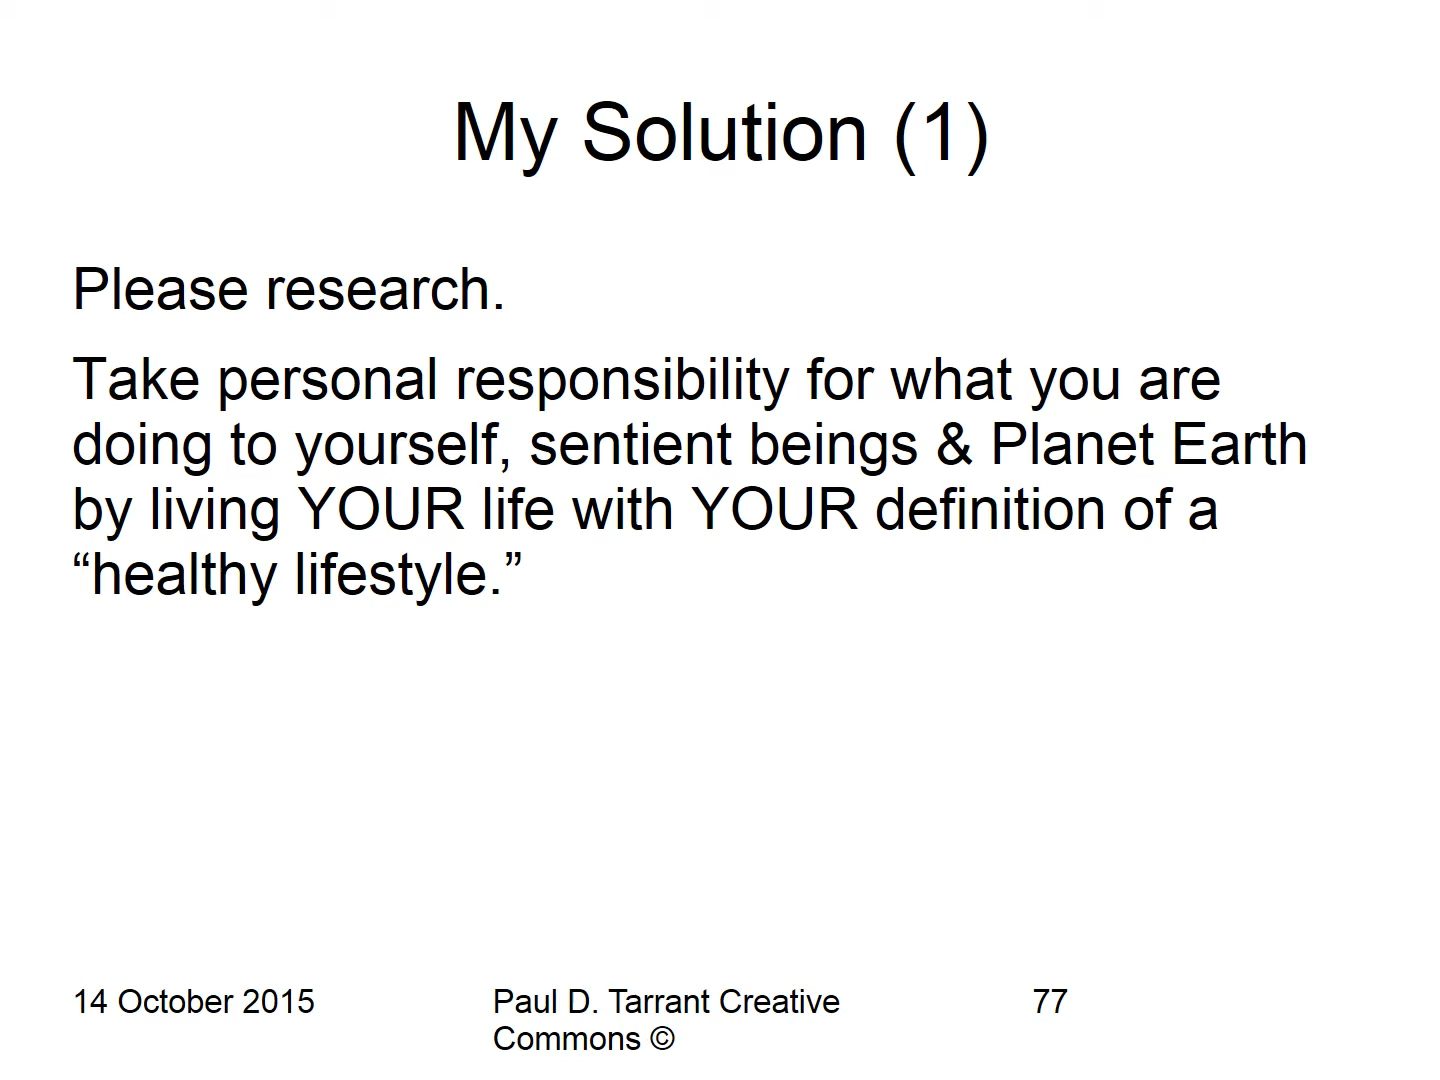 My Solution (1)
Please research.
Take personal responsibility for what you are
doing to yourself, sentient beings & Planet Earth
by living YOUR life with YOUR definition of a
“healthy lifestyle.”
14 October 2015
Paul D. Tarrant Creative
Commons ©
77